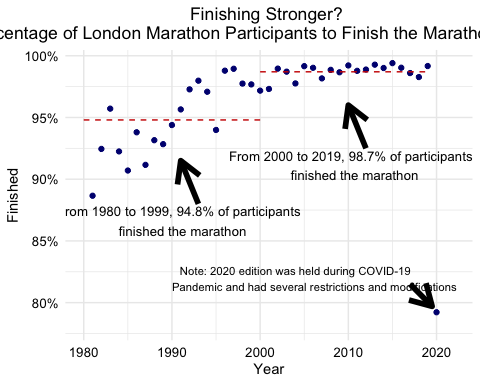 Finishing Stronger?
centage of London Marathon Participants to Finish the Maratho
100%
95%
90%
85%
80%
Finished
From 2000 to 2019, 98.7% of participants
finished the marathon
rom 1980 to 1999, 94.8% of participants
finished the marathon
Note: 2020 edition was held during COVID-19
Pandemic and had several restrictions and modifications
1980
1990
2000
2010
2020
Year